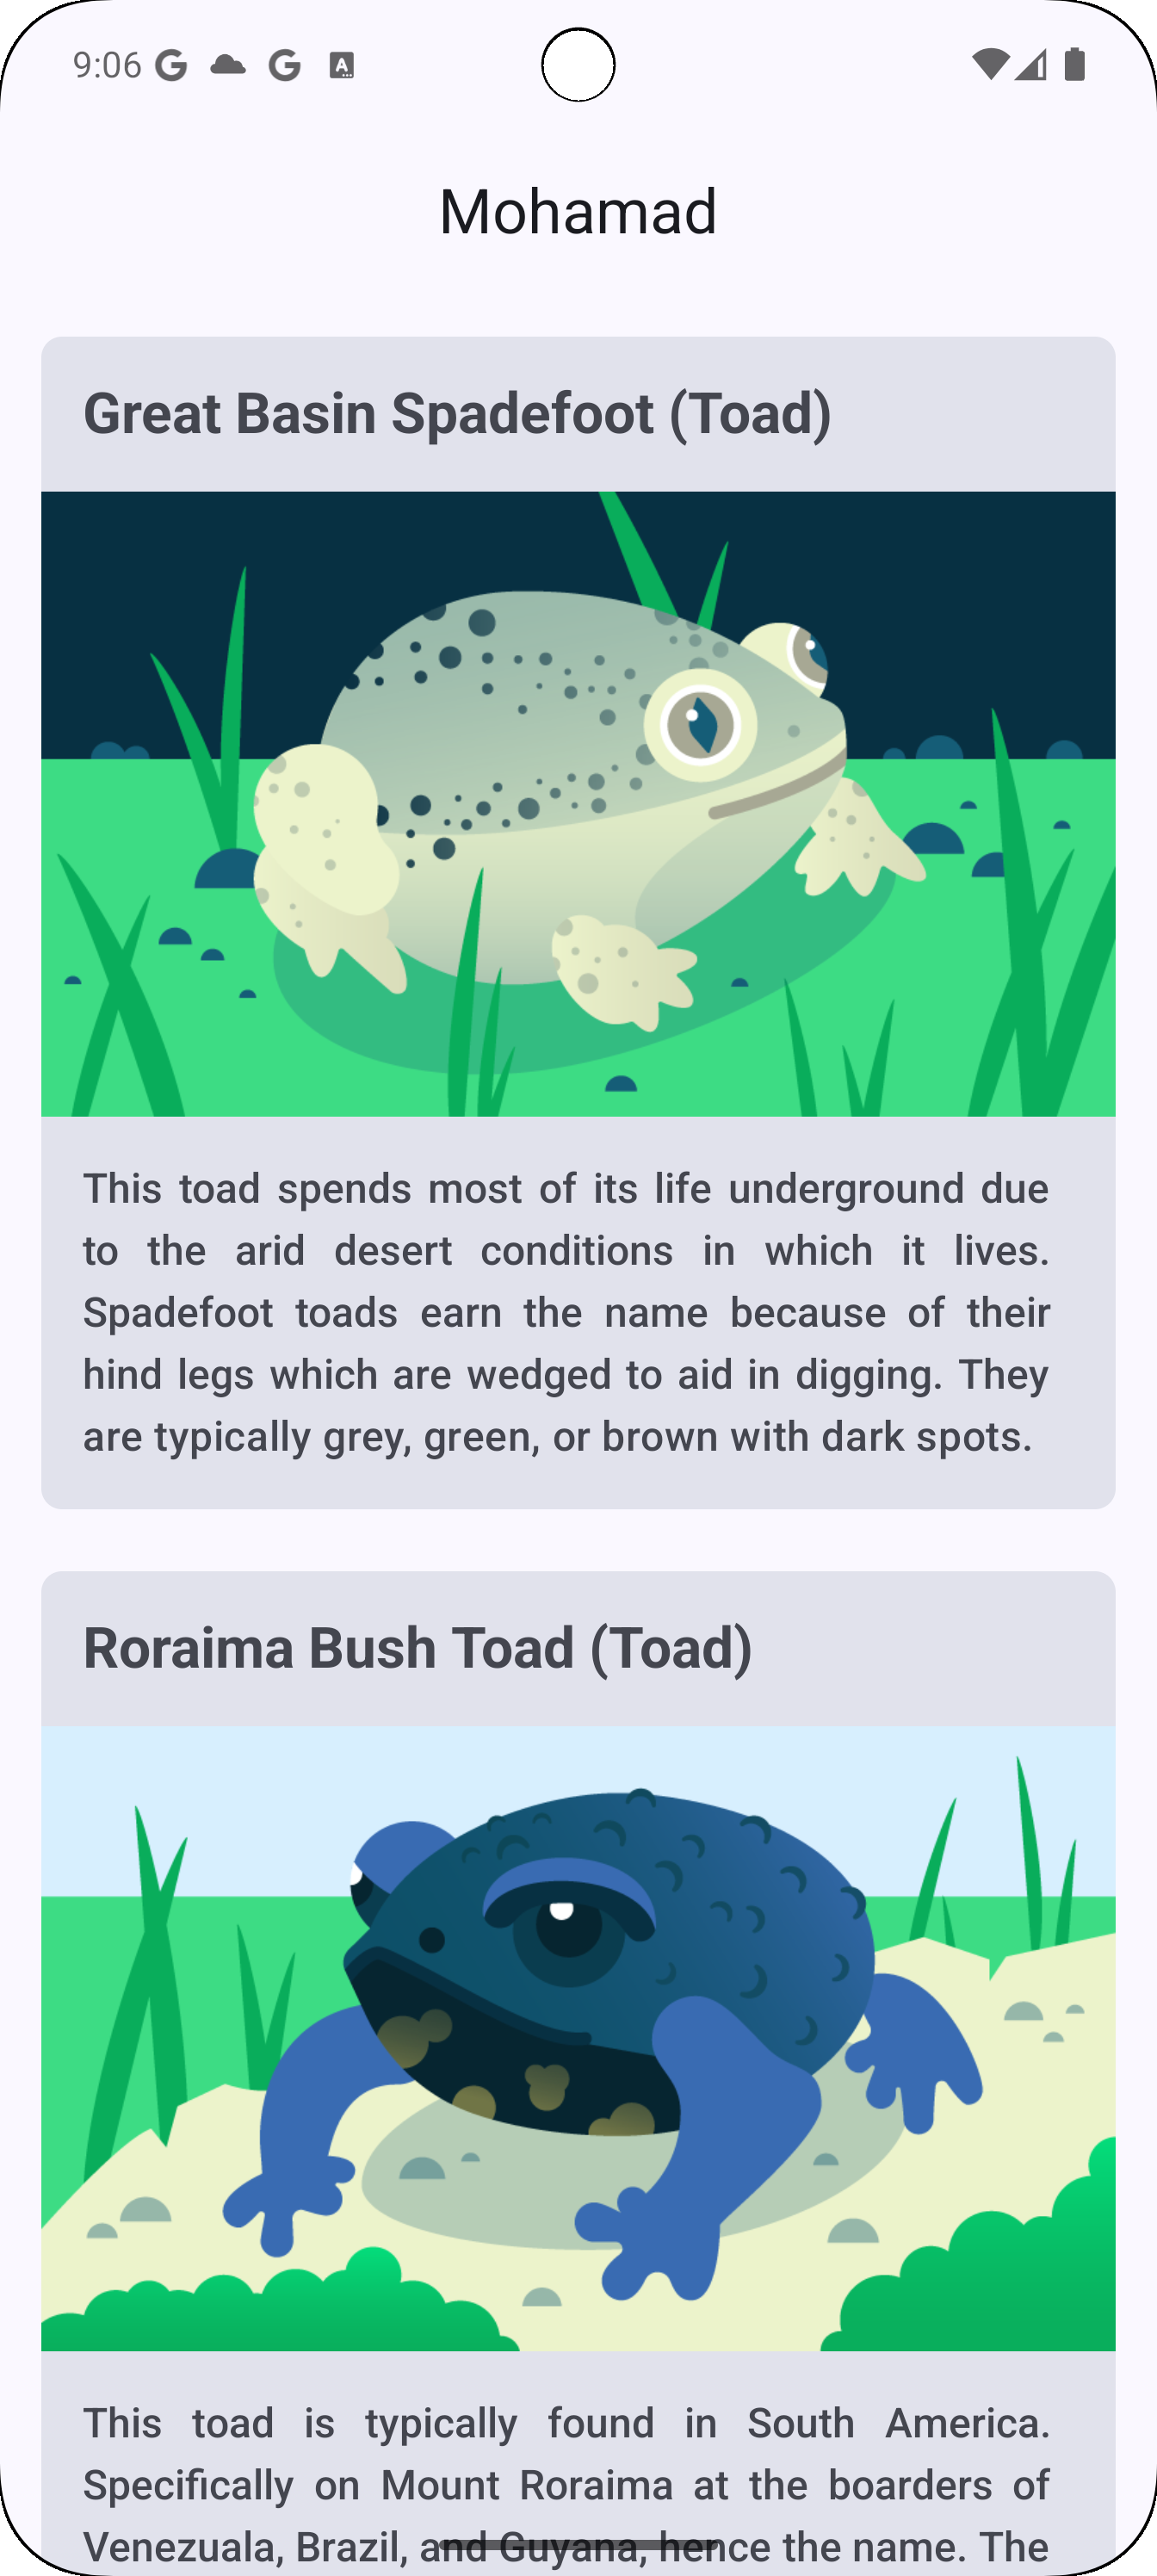 9:06
Mohamad
Great Basin Spadefoot (Toad)
This toad spends most of its life underground due
to the arid desert conditions in which it lives.
Spadefoot toads earn the name because of their
hind legs which are wedged to aid in digging. They
are typically grey, green, or brown with dark spots.
Roraima Bush Toad (Toad)
This toad is typically found in South America.
Specifically on Mount Roraima at the boarders of
Venezuala, Brazil, and Guyana, hence the name. The